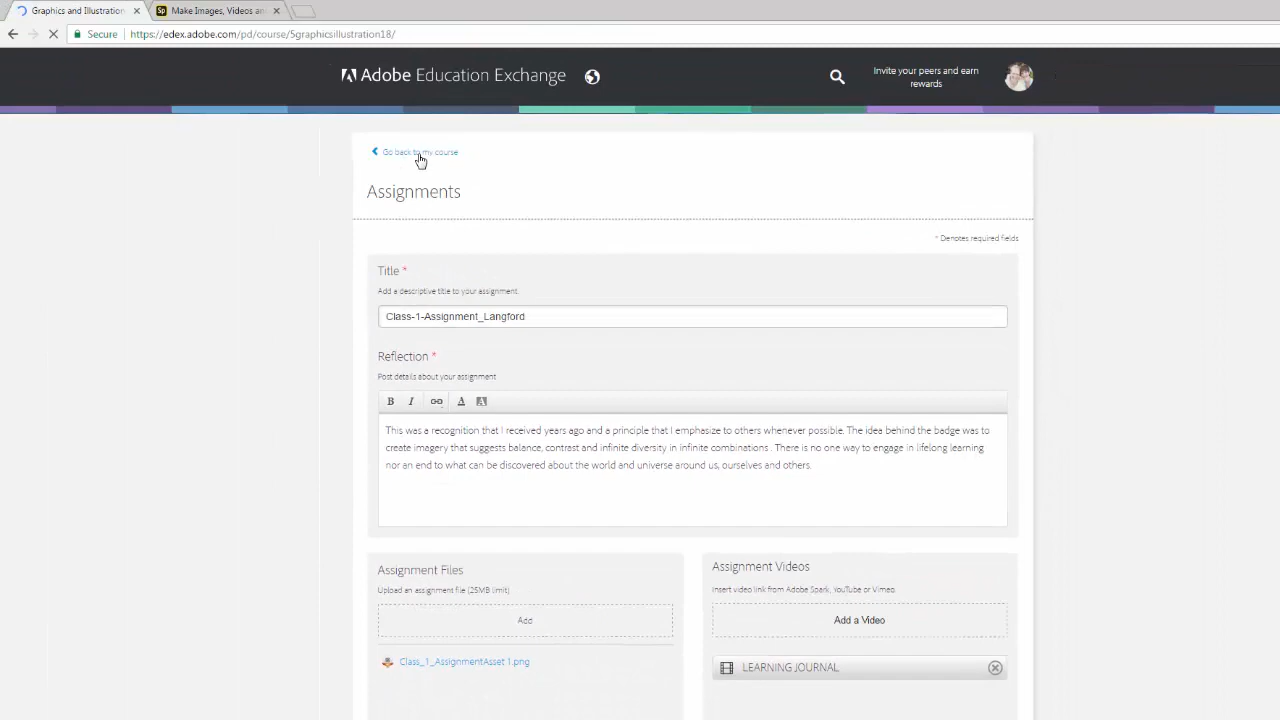 Graphics and Illustration
Make Images, Videos an
Secure https://edex.adobe.com/pd/course/5graphicsillustration18/
Adobe Education Exchange
Invite your peers and earn
rewards
Go back to my course
Assignments
* Denotes required fields
Title *
Add a descriptive title to your assignment.
Class-1-Assignment_Langford
Reflection *
Post details about your assignment
B I A A
This was a recognition that I received years ago and a principle that I emphasize to others whenever possible. The idea behind the badge was to
create imagery that suggests balance, contrast and infinite diversity in infinite combinations . There is no one way to engage in lifelong learning
nor an end to what can be discovered about the world and universe around us, ourselves and others.
Assignment Files
Upload an assignment file (25MB limit)
Add
Class_1_AssignmentAsset 1.png
Assignment Videos
Insert video link from Adobe Spark, YouTube or Vimeo.
Add a Video
LEARNING JOURNAL